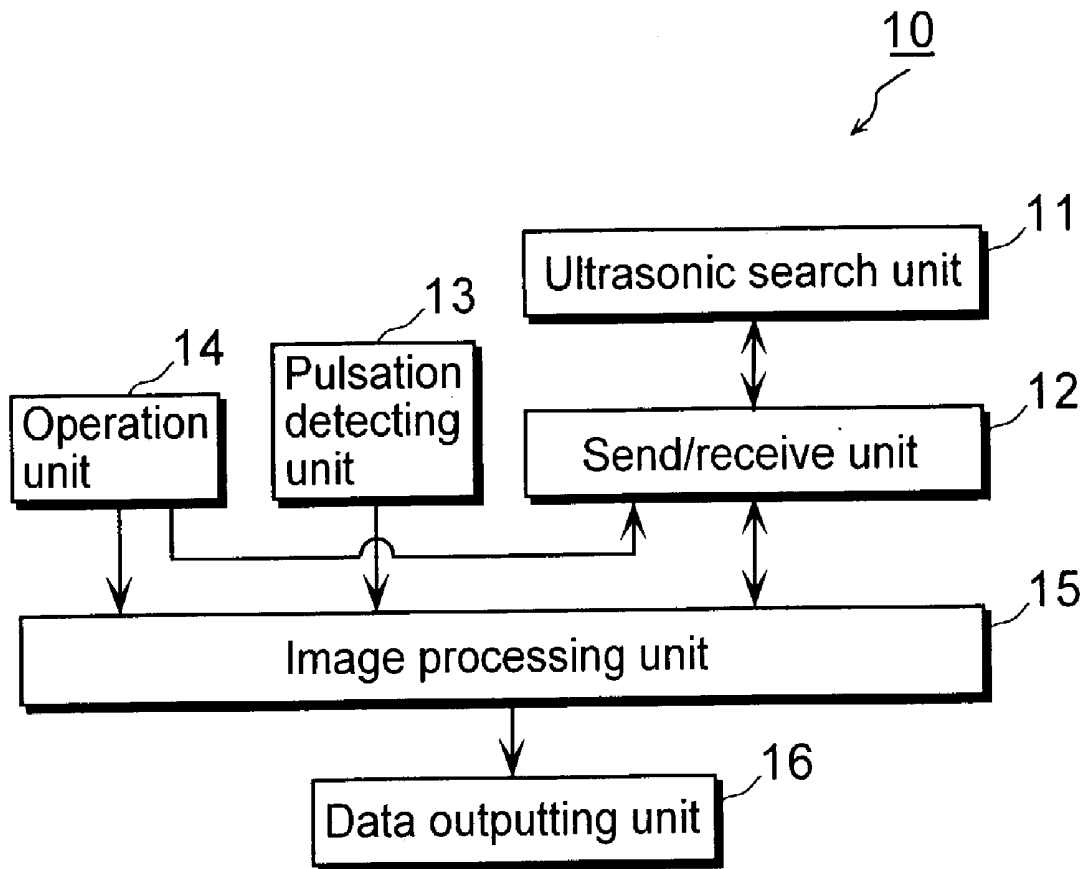 10
11
Ultrasonic search unit
13
14
Pulsation
detecting
unit
Operation
unit
12
Send/receive unit
15
Image processing unit
16
Data outputting unit